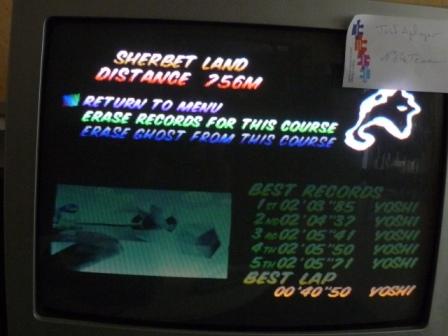 SHERBET LAND
DISTANCE 756M
RETURN TO MENU
ERASE RECORDS FOR THIS COURSE
ERASE GHOST FROM THIS COURSE
BEST RECORDS
1ST 02'03"85 YOSHI
2ND 02'04"37 YOSHI
3RD 02'05"41 YOSHI
4TH 02'05"50 YOSHI
5TH 02'05"71 YOSHI
BEST LAP
00'40"50 YOSHI